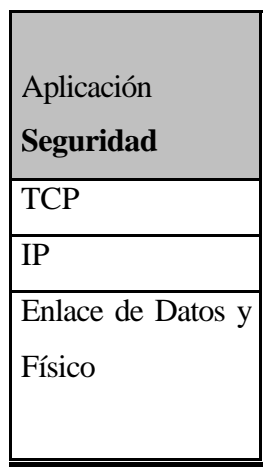 Aplicación
Seguridad
TCP
IP
Enlace de Datos y
Físico